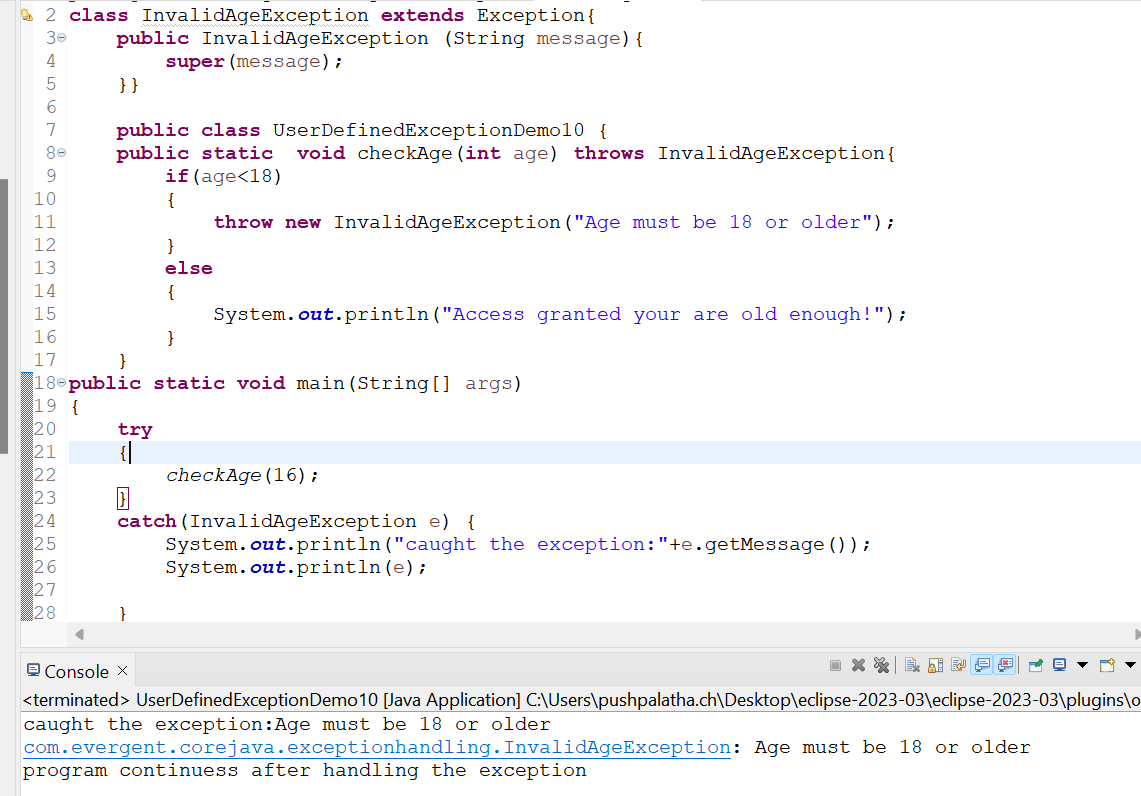 2 class InvalidAgeException extends Exception{
3 public InvalidAgeException (String message){
4 super(message);
5 }}
6
7 public class UserDefinedExceptionDemo10 {
8 public static  void checkAge(int age) throws InvalidAgeException{
9 if(age<18)
10 {
11 throw new InvalidAgeException("Age must be 18 or older");
12 }
13 else
14 {
15 System.out.println("Access granted your are old enough!");
16 }
17 }
18 public static void main(String[] args)
19 {
20 try
21 {
22 checkAge(16);
23 }
24 catch(InvalidAgeException e) {
25 System.out.println("caught the exception:"+e.getMessage());
26 System.out.println(e);
27
28 }
Console
<terminated> UserDefinedExceptionDemo10 [Java Application] C:\Users\pushpalatha.ch\Desktop\eclipse-2023-03\eclipse-2023-03\plugins\o
caught the exception:Age must be 18 or older
com.evergent.corejava.exceptionhandling.InvalidAgeException: Age must be 18 or older
program continuess after handling the exception